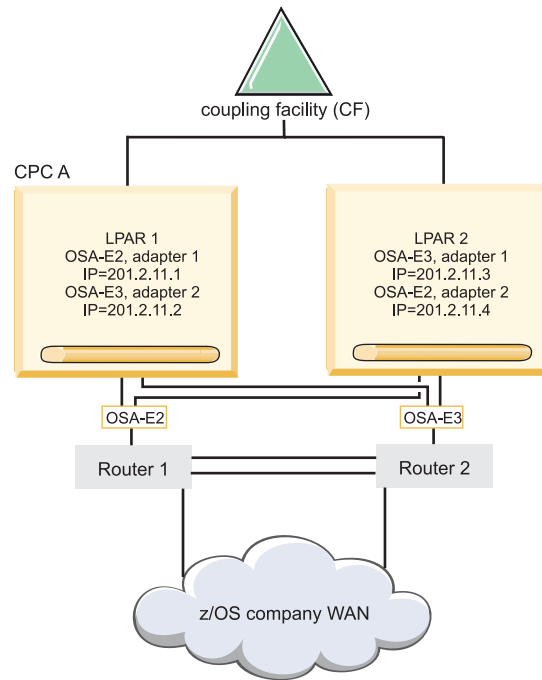 coupling facility (CF)
CPC A
LPAR 1
OSA-E2, adapter 1
IP=201.2.11.1
OSA-E3, adapter 2
IP=201.2.11.2
LPAR 2
OSA-E3, adapter 1
IP=201.2.11.3
OSA-E2, adapter 2
IP=201.2.11.4
OSA-E2
OSA-E3
Router 1
Router 2
z/OS company WAN